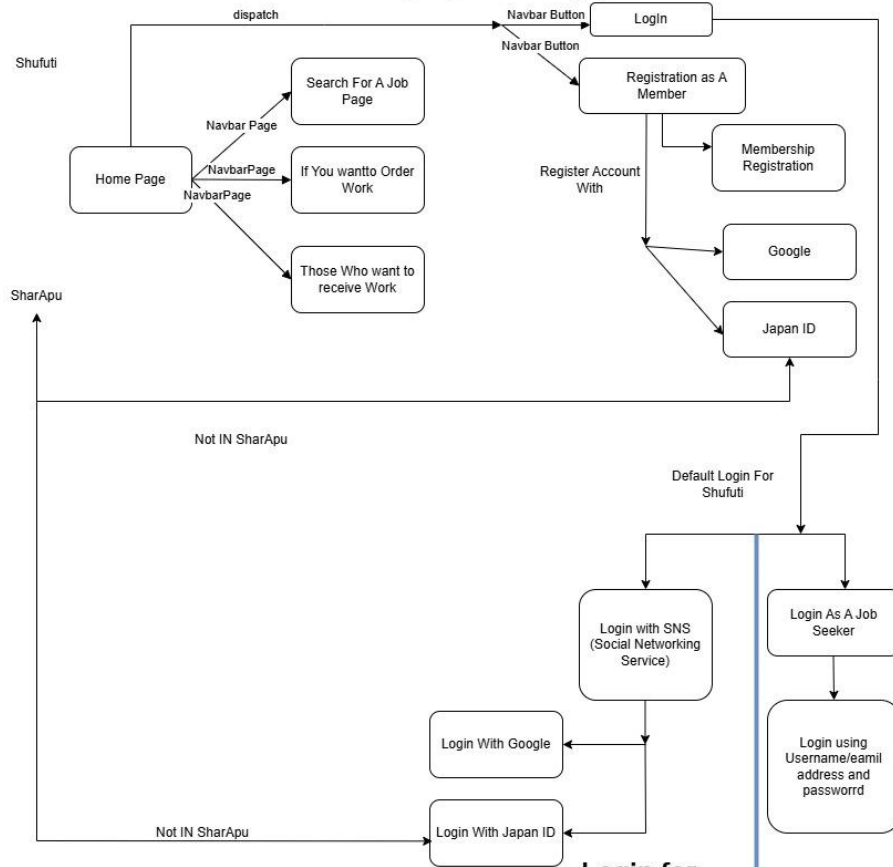 dispatch
Navbar Button
LogIn
Navbar Button
Shufuti
Search For A Job
Page
Registration as A
Member
Navbar Page
Membership
Registration
Home Page
NavbarPage
If You wantto Order
Work
Register Account
With
NavbarPage
Google
Those Who want to
receive Work
SharApu
Japan ID
Not IN SharApu
Default Login For
Shufuti
Login with SNS
(Social Networking
Service)
Login As A Job
Seeker
Login With Google
Login using
Username/eamil
address and
passworrd
Not IN SharApu
Login With Japan ID
Login for